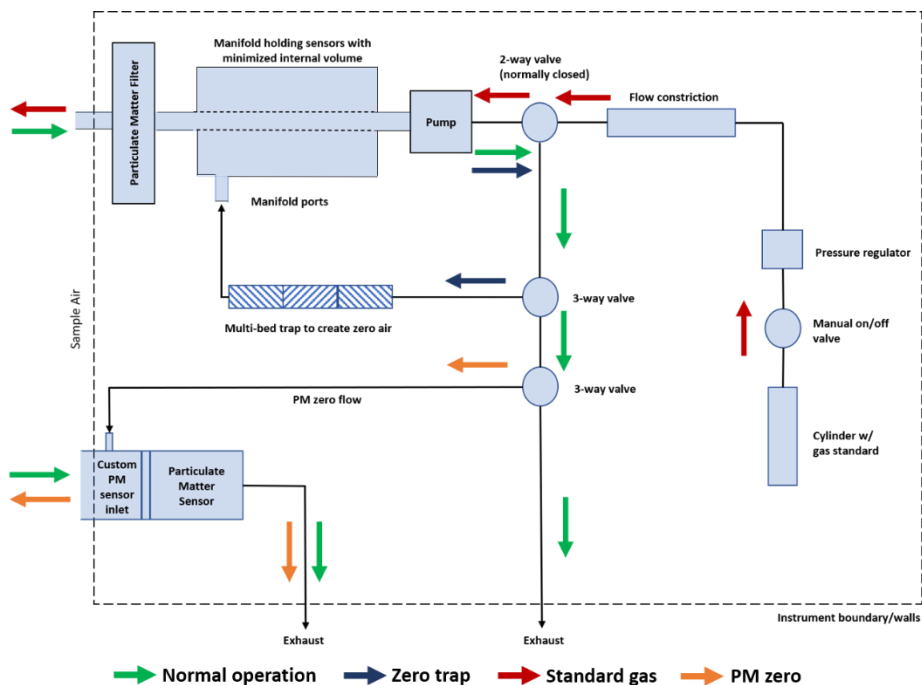 Manifold holding sensors with
minimized internal volume
2-way valve
(normally closed)
Flow constriction
Particulate Matter Filter
Pump
Manifold ports
Pressure regulator
Multi-bed trap to create zero air
3-way valve
Manual on/off
valve
Sample Air
PM zero flow
3-way valve
Cylinder w/
gas standard
Custom
PM
sensor
inlet
Particulate
Matter
Sensor
Instrument boundary/walls
Exhaust
Exhaust
Normal operation
Zero trap
Standard gas
PM zero